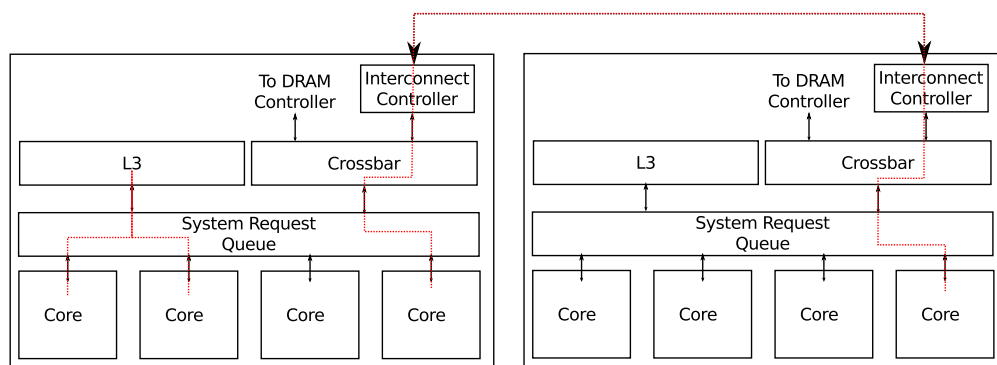 To DRAM
Controller
Interconnect
Controller
L3
Crossbar
System Request
Queue
Core
Core
Core
Core
To DRAM
Controller
Interconnect
Controller
L3
Crossbar
System Request
Queue
Core
Core
Core
Core